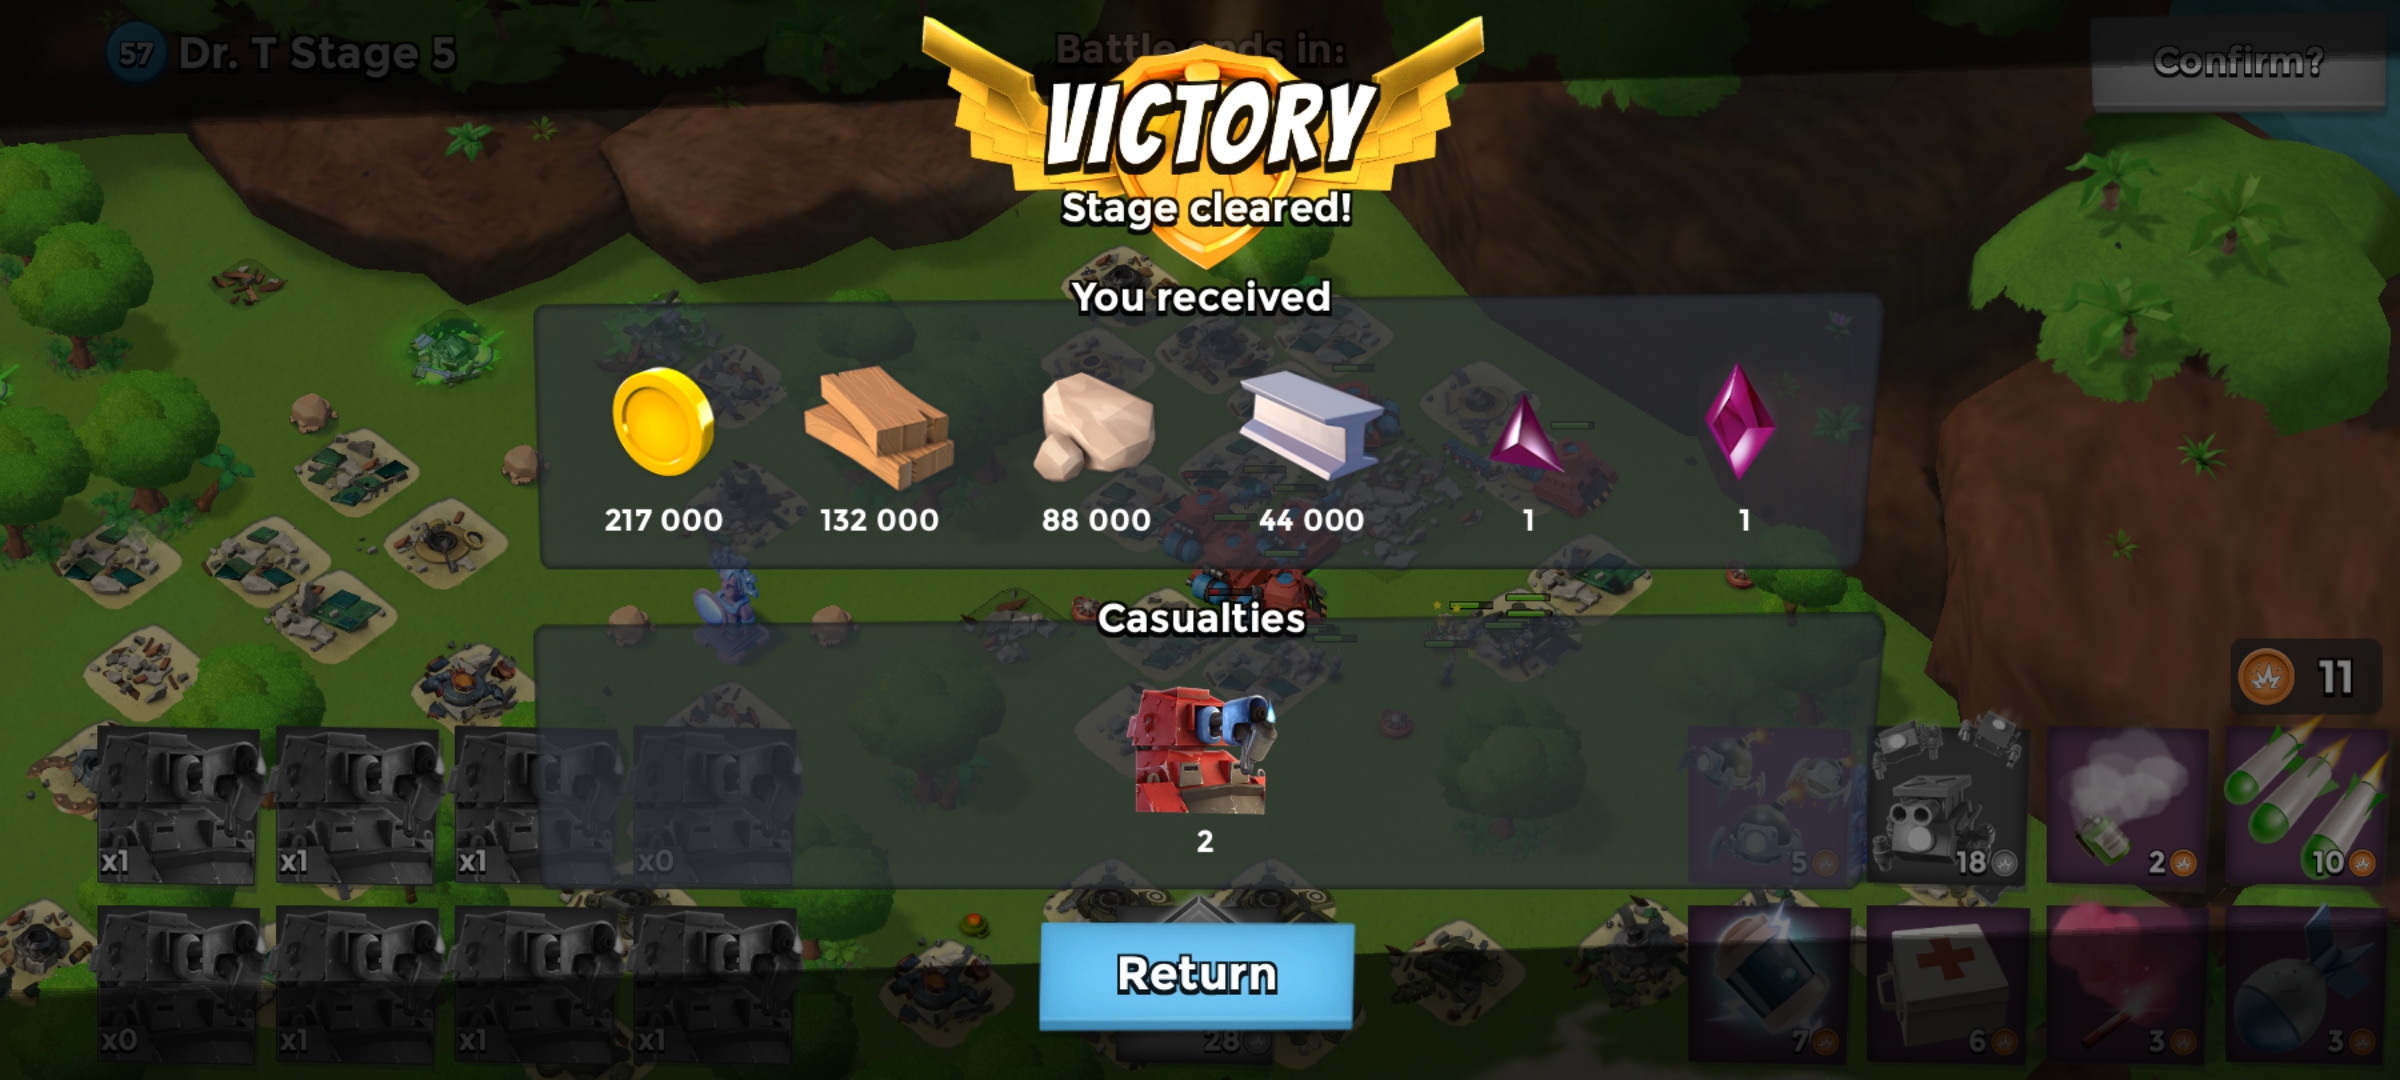 57 Dr. T Stage 5
Battle ends in:
Confirm?
VICTORY
Stage cleared!
You received
217 000
132 000
88 000
44 000
1
1
Casualties
2
11
x1
x1
x1
x0
5
18
2
10
Return
x0
x1
x1
x1
28
7
6
3
3